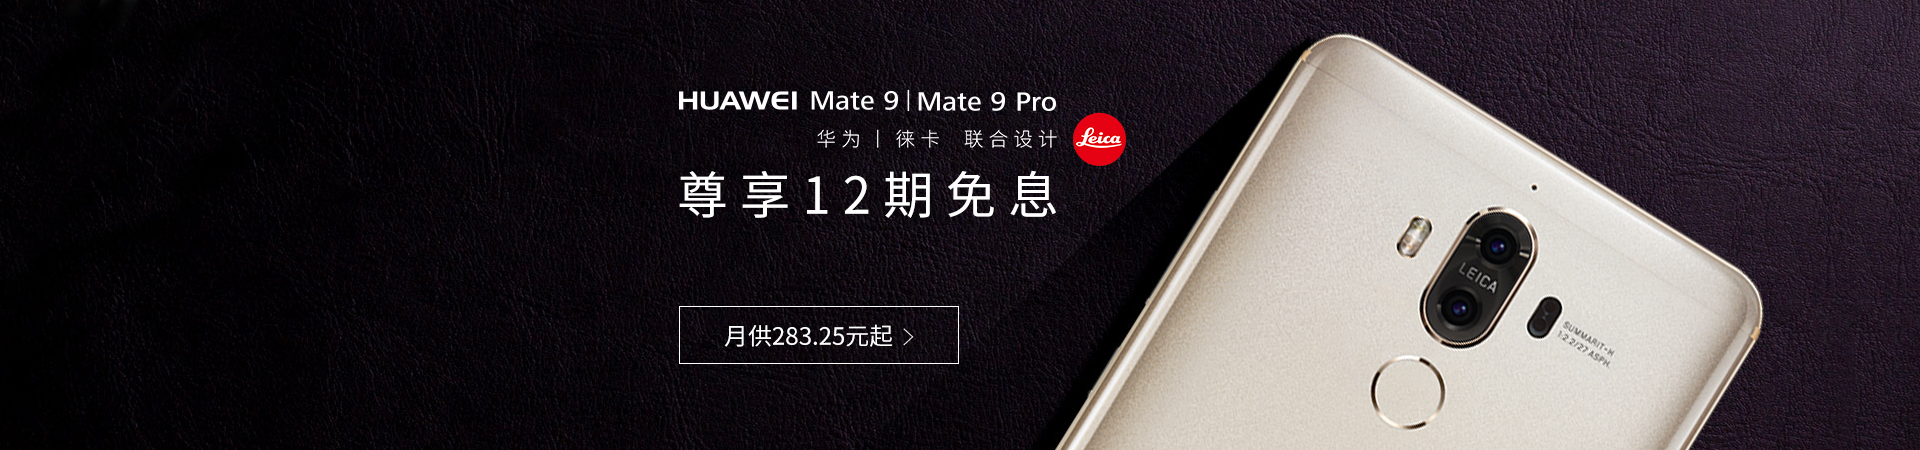 HUAWEI Mate 9 | Mate 9 Pro
华为 | 徕卡 联合设计
Leica
尊享12期免息
月供283.25元起 >
LEICA
SUMMARIT-H
1:2.2/27 ASPH.